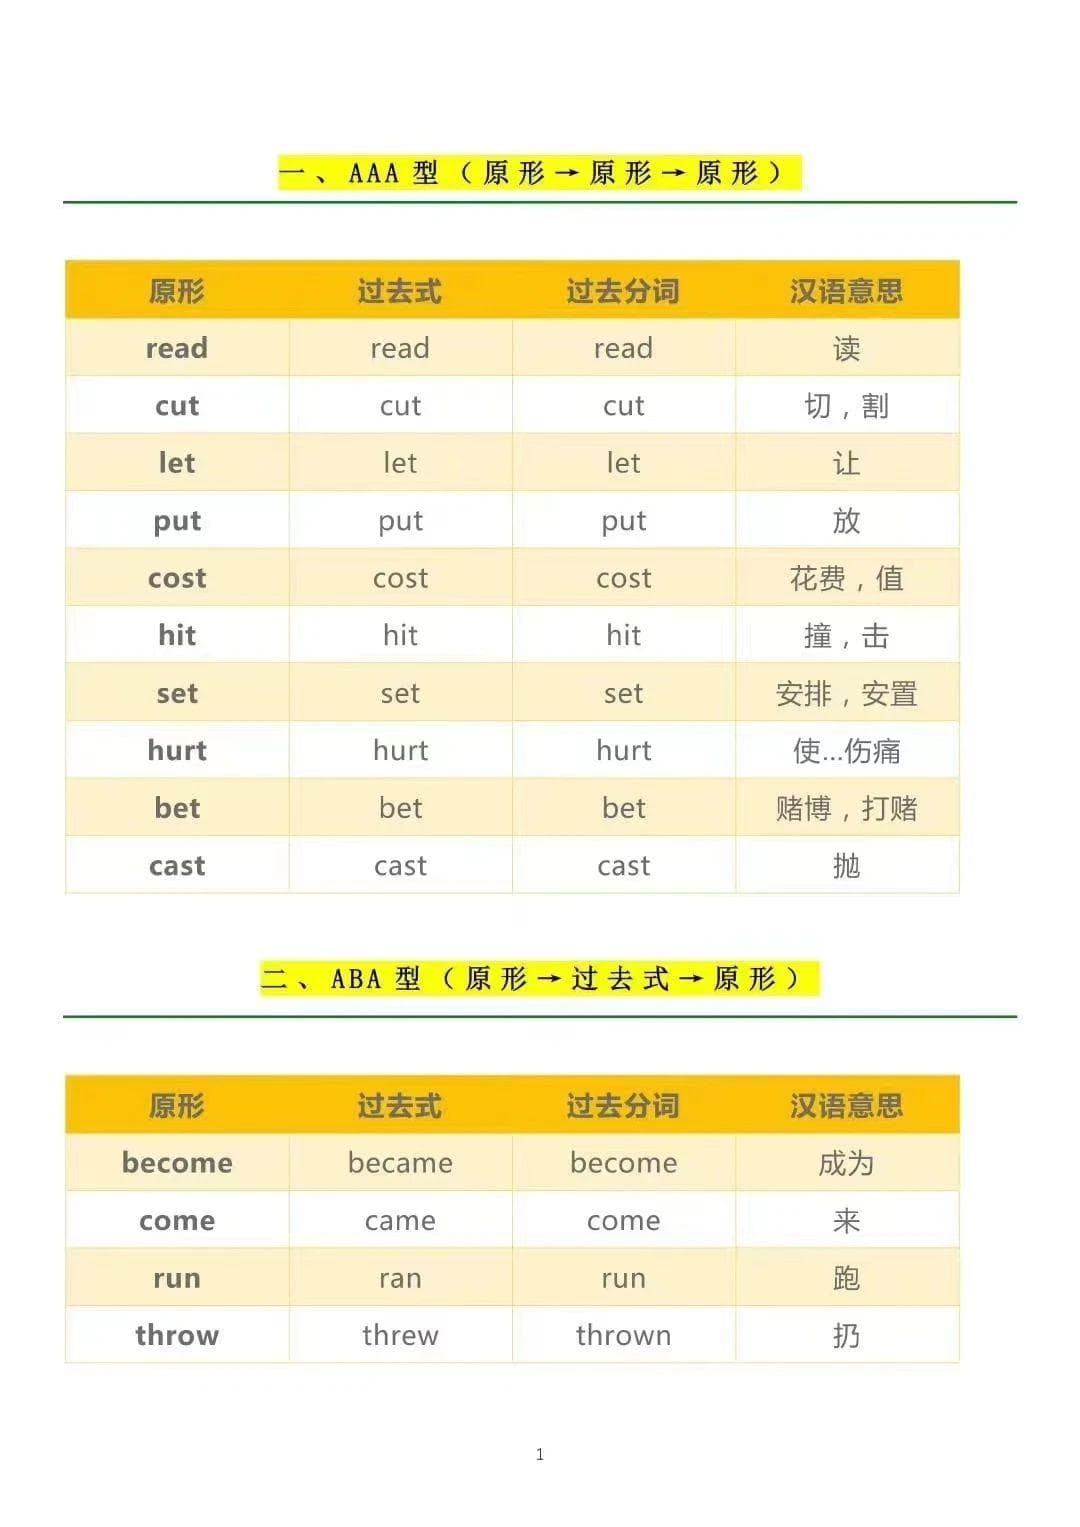 一、AAA 型（原形→原形→原形）
原形 过去式 过去分词 汉语意思
read read read 读
cut cut cut 切，割
let let let 让
put put put 放
cost cost cost 花费，值
hit hit hit 撞，击
set set set 安排，安置
hurt hurt hurt 使...伤痛
bet bet bet 赌博，打赌
cast cast cast 抛
二、ABA 型（原形→过去式→原形）
原形 过去式 过去分词 汉语意思
become became become 成为
come came come 来
run ran run 跑
throw threw thrown 扔
1